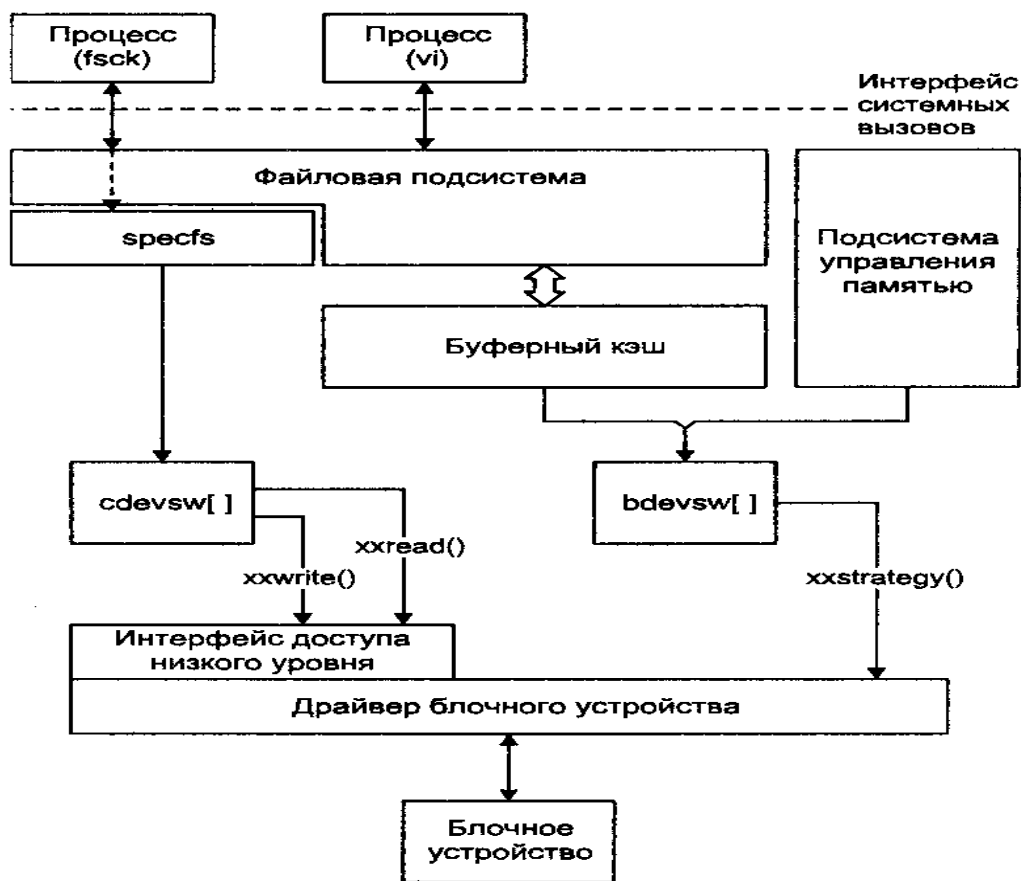 Процесс
(fsck)
Процесс
(vi)
Интерфейс
системных
вызовов
Файловая подсистема
specfs
Подсистема
управления
памятью
Буферный кэш
cdevsw[ ]
bdevsw[ ]
xxread()
xxwrite()
xxstrategy()
Интерфейс доступа
низкого уровня
Драйвер блочного устройства
Блочное
устройство